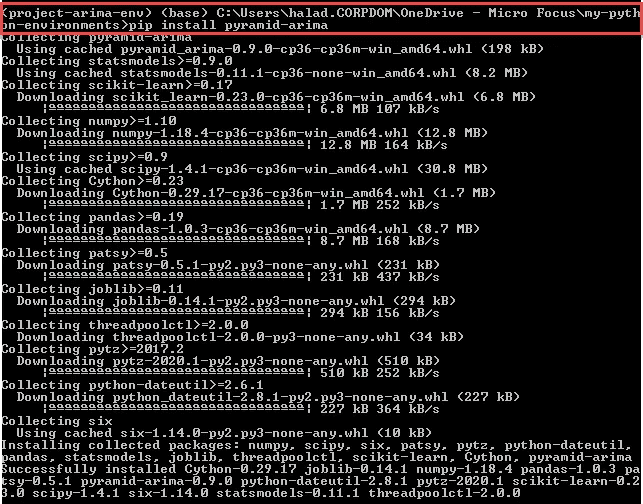 (project-arima-env) (base) C:\Users\halad.CORPDOM\OneDrive - Micro Focus\my-pyth
on-environments>pip install pyramid-arima
Collecting pyramid-arima
  Using cached pyramid_arima-0.9.0-cp36-cp36m-win_amd64.whl (198 kB)
Collecting statsmodels>=0.9.0
  Using cached statsmodels-0.11.1-cp36-none-win_amd64.whl (8.2 MB)
Collecting scikit-learn>=0.17
  Downloading scikit_learn-0.23.0-cp36-cp36m-win_amd64.whl (6.8 MB)
6.8 MB 107 kB/s
Collecting numpy>=1.10
  Downloading numpy-1.18.4-cp36-cp36m-win_amd64.whl (12.8 MB)
12.8 MB 164 kB/s
Collecting scipy>=0.9
  Using cached scipy-1.4.1-cp36-cp36m-win_amd64.whl (30.8 MB)
Collecting Cython>=0.23
  Downloading Cython-0.29.17-cp36-cp36m-win_amd64.whl (1.7 MB)
1.7 MB 252 kB/s
Collecting pandas>=0.19
  Downloading pandas-1.0.3-cp36-cp36m-win_amd64.whl (8.7 MB)
8.7 MB 168 kB/s
Collecting patsy>=0.5
  Downloading patsy-0.5.1-py2.py3-none-any.whl (231 kB)
231 kB 437 kB/s
Collecting joblib>=0.11
  Downloading joblib-0.14.1-py2.py3-none-any.whl (294 kB)
294 kB 156 kB/s
Collecting threadpoolctl>=2.0.0
  Downloading threadpoolctl-2.0.0-py3-none-any.whl (34 kB)
Collecting pytz>=2017.2
  Downloading pytz-2020.1-py2.py3-none-any.whl (510 kB)
510 kB 252 kB/s
Collecting python-dateutil>=2.6.1
  Downloading python_dateutil-2.8.1-py2.py3-none-any.whl (227 kB)
227 kB 364 kB/s
Collecting six
  Using cached six-1.14.0-py2.py3-none-any.whl (10 kB)
Installing collected packages: numpy, scipy, six, patsy, pytz, python-dateutil,
pandas, statsmodels, joblib, threadpoolctl, scikit-learn, Cython, pyramid-arima
Successfully installed Cython-0.29.17 joblib-0.14.1 numpy-1.18.4 pandas-1.0.3 pa
tsy-0.5.1 pyramid-arima-0.9.0 python-dateutil-2.8.1 pytz-2020.1 scikit-learn-0.2
3.0 scipy-1.4.1 six-1.14.0 statsmodels-0.11.1 threadpoolctl-2.0.0